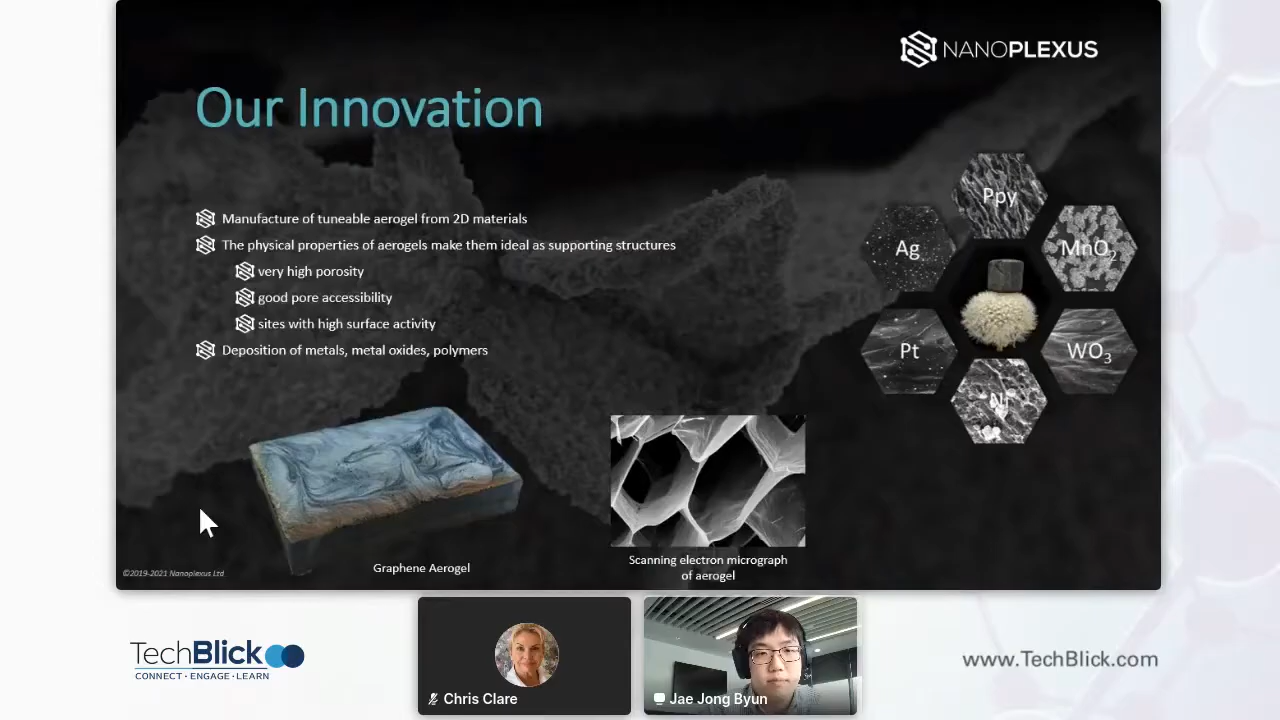 NANOPLEXUS
Our Innovation
Manufacture of tuneable aerogel from 2D materials
The physical properties of aerogels make them ideal as supporting structures
very high porosity
good pore accessibility
sites with high surface activity
Deposition of metals, metal oxides, polymers
Ppy
Ag
MnO2
Pt
WO3
Ni
Graphene Aerogel
Scanning electron micrograph
of aerogel
©2019-2021 Nanoplexus Ltd
TechBlick
CONNECT · ENGAGE · LEARN
Chris Clare
Jae Jong Byun
www.TechBlick.com